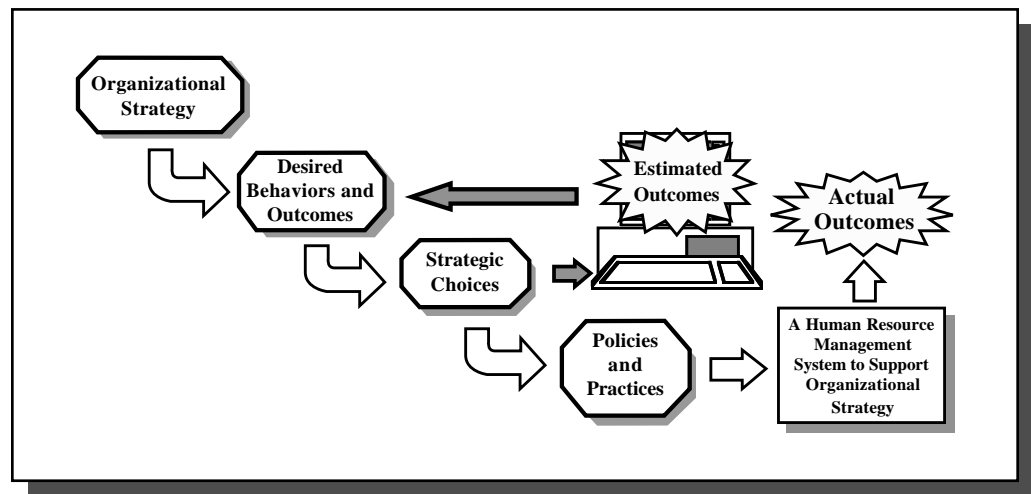 Organizational
Strategy
Desired
Behaviors and
Outcomes
Estimated
Outcomes
Actual
Outcomes
Strategic
Choices
Policies
and
Practices
A Human Resource
Management
System to Support
Organizational
Strategy